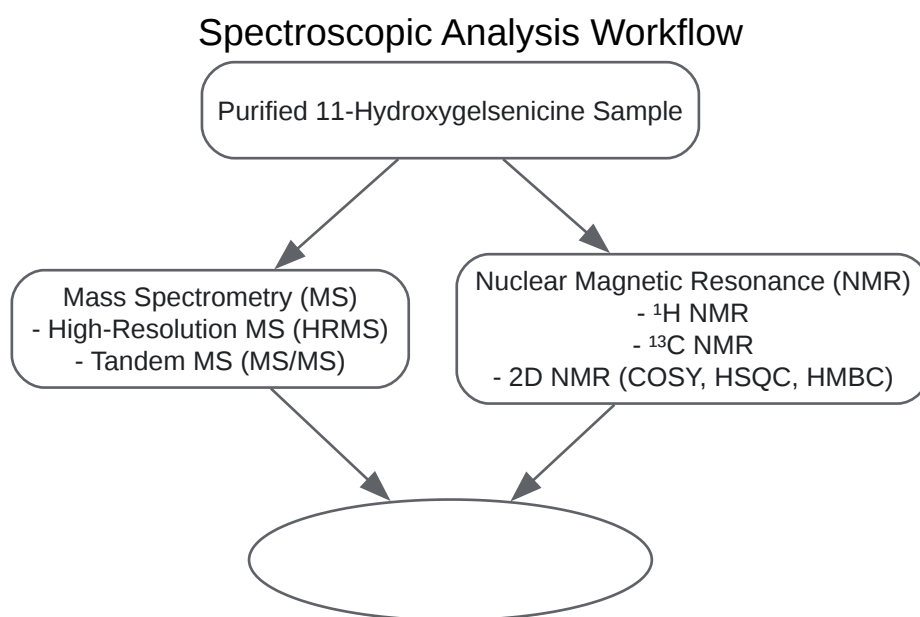 Spectroscopic Analysis Workflow
Purified 11-Hydroxygelsenicine Sample
Mass Spectrometry (MS)
- High-Resolution MS (HRMS)
- Tandem MS (MS/MS)
Nuclear Magnetic Resonance (NMR)
- ¹H NMR
- ¹³C NMR
- 2D NMR (COSY, HSQC, HMBC)